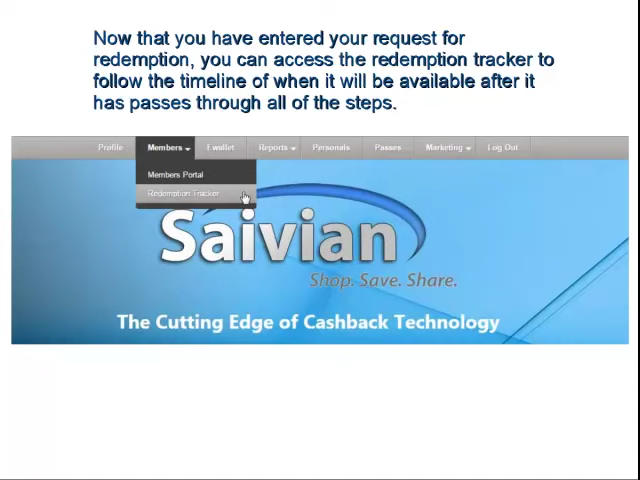 Now that you have entered your request for
redemption, you can access the redemption tracker to
follow the timeline of when it will be available after it
has passes through all of the steps.
Profile Members Ewallet Reports Personals Passes Marketing Log Out
Members Portal
Redemption Tracker
Saivian
Shop. Save. Share.
The Cutting Edge of Cashback Technology